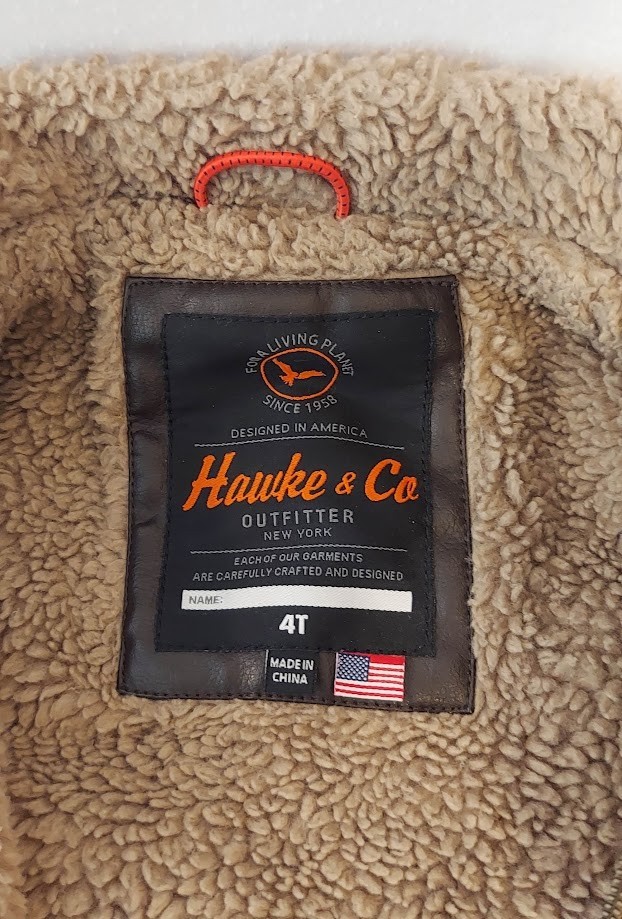 FOR A LIVING PLANET
SINCE 1958
DESIGNED IN AMERICA
Hawke & Co
OUTFITTER
NEW YORK
EACH OF OUR GARMENTS
ARE CAREFULLY CRAFTED AND DESIGNED
NAME:
4T
MADE IN
CHINA